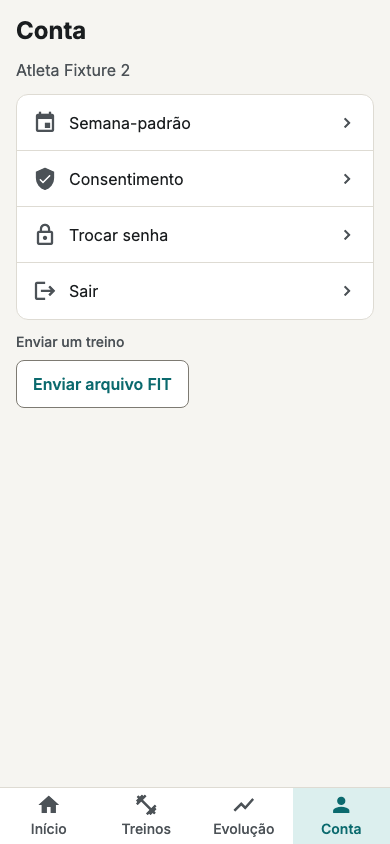 Conta
Atleta Fixture 2
Semana-padrão
Consentimento
Trocar senha
Sair
Enviar um treino
Enviar arquivo FIT
Início
Treinos
Evolução
Conta